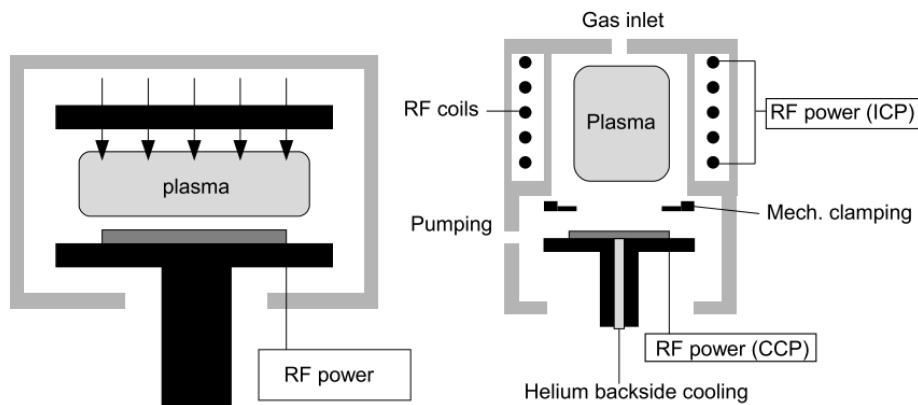 plasma
RF power
Gas inlet
RF coils
Plasma
RF power (ICP)
Pumping
Mech. clamping
RF power (CCP)
Helium backside cooling